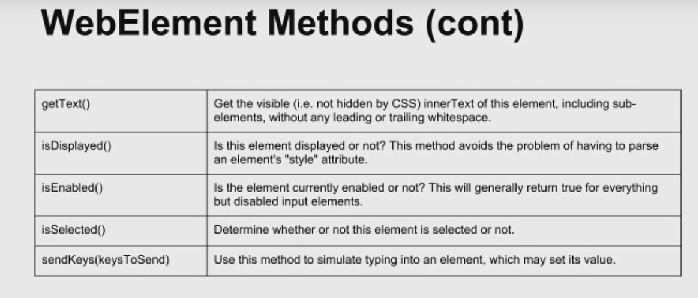 WebElement Methods (cont)
getText()
Get the visible (i.e. not hidden by CSS) innerText of this element, including sub-
elements, without any leading or trailing whitespace.
isDisplayed()
Is this element displayed or not? This method avoids the problem of having to parse
an element's "style" attribute.
isEnabled()
Is the element currently enabled or not? This will generally return true for everything
but disabled input elements.
isSelected()
Determine whether or not this element is selected or not.
sendKeys(keysToSend)
Use this method to simulate typing into an element, which may set its value.